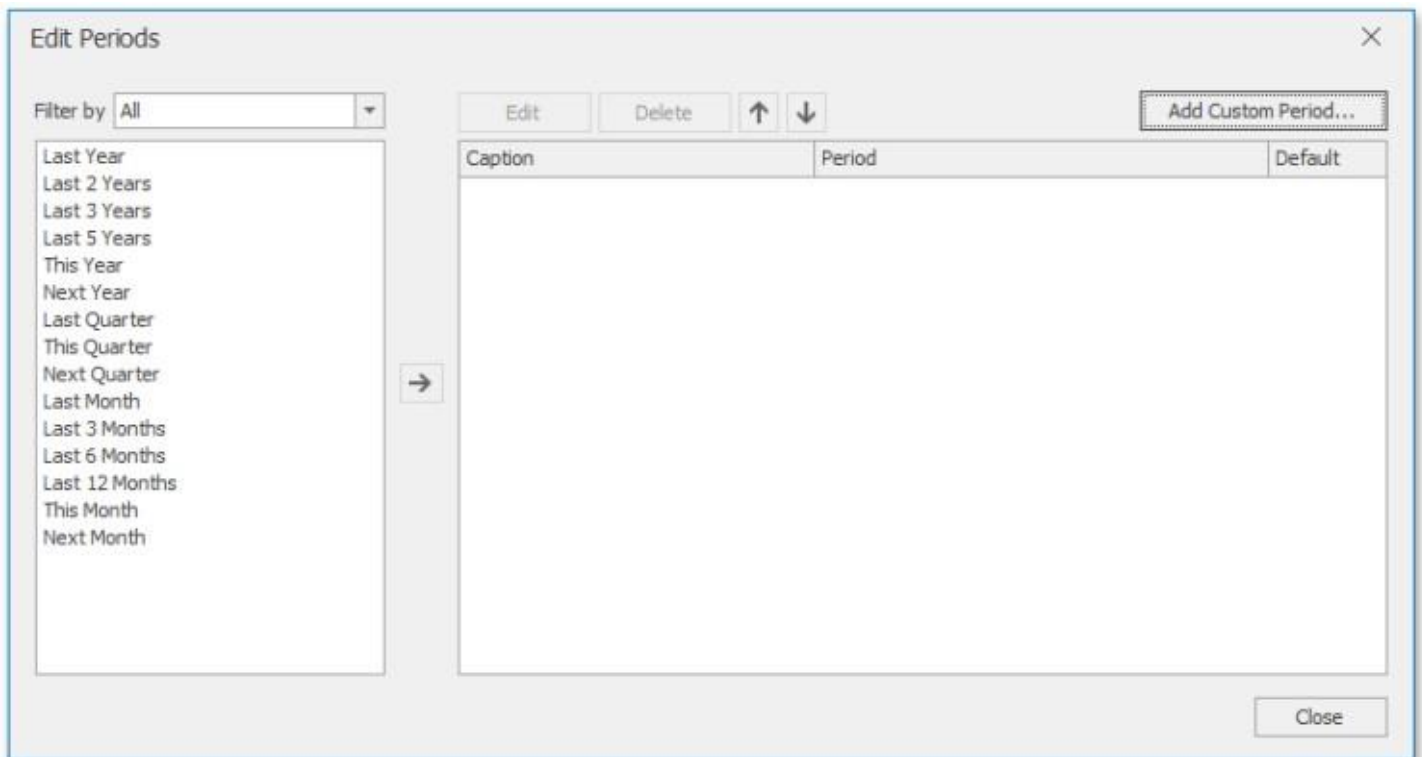 Edit Periods
Filter by All
Edit Delete Add Custom Period...
Caption Period Default
Last Year
Last 2 Years
Last 3 Years
Last 5 Years
This Year
Next Year
Last Quarter
This Quarter
Next Quarter
Last Month
Last 3 Months
Last 6 Months
Last 12 Months
This Month
Next Month
Close